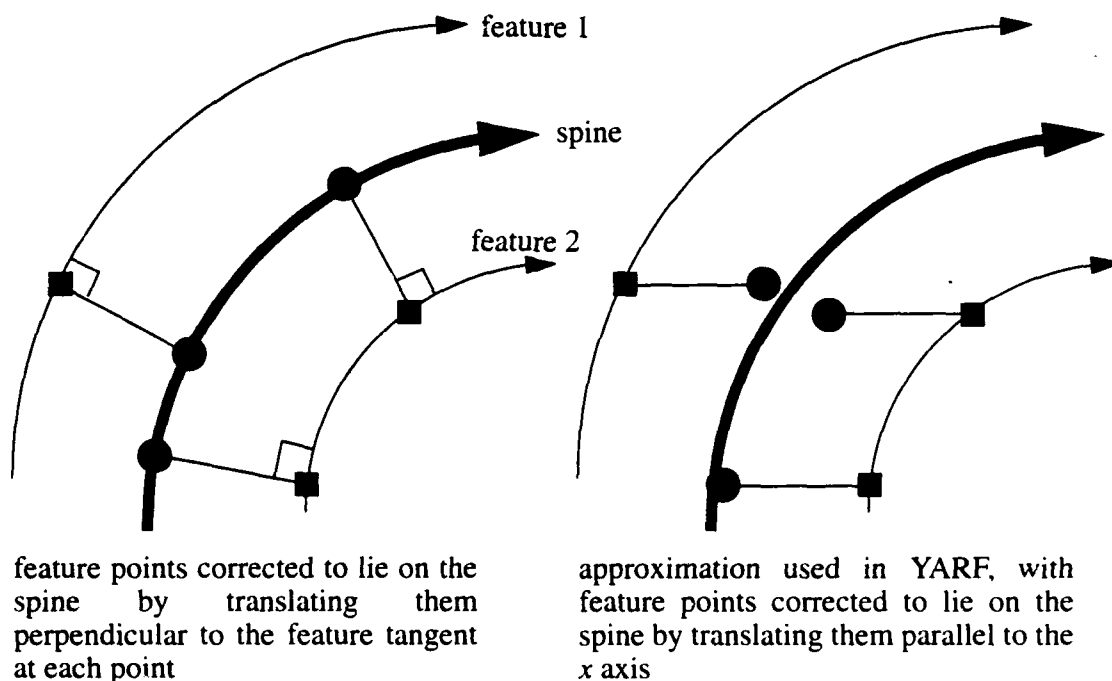 feature 1
spine
feature 2
feature points corrected to lie on the
spine by translating them
perpendicular to the feature tangent
at each point
approximation used in YARF, with
feature points corrected to lie on the
spine by translating them parallel to the
x axis